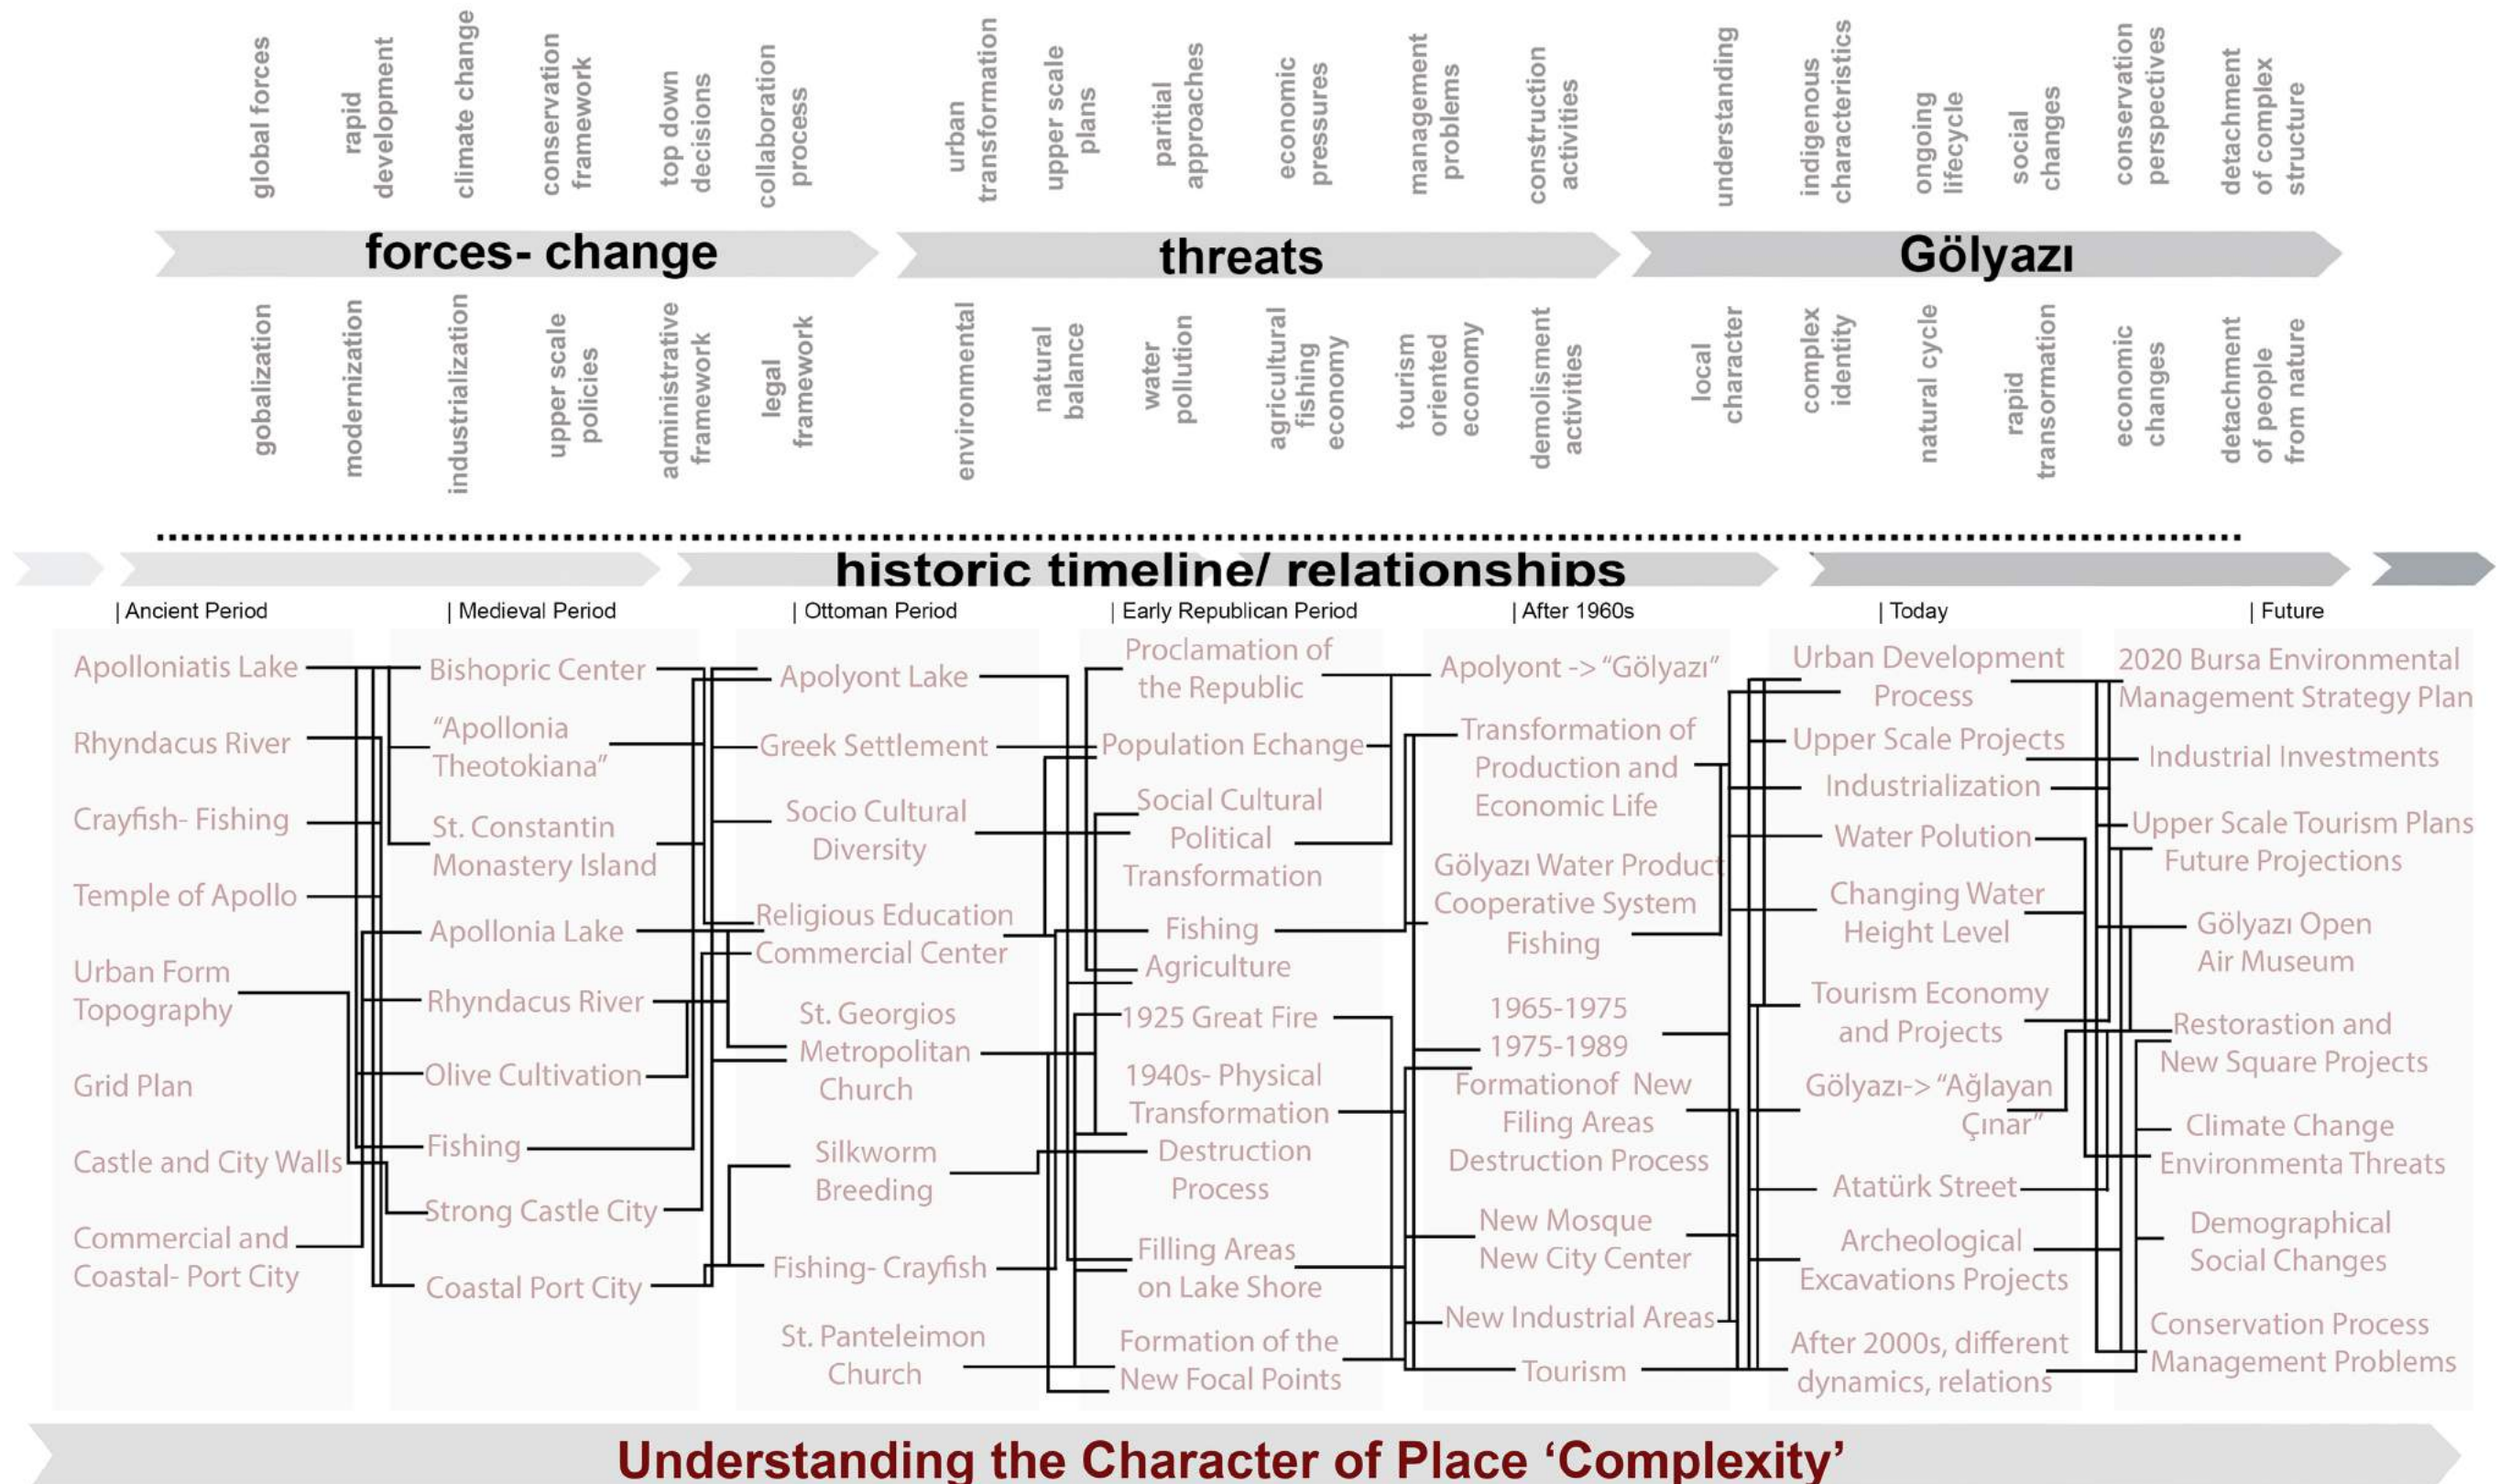 global forces
rapid
development
climate change
conservation
framework
top down
decisions
collaboration
process
urban
transformation
upper scale
plans
paritial
approaches
economic
pressures
management
problems
construction
activities
understanding
indigenous
characteristics
ongoing
lifecycle
social
changes
conservation
perspectives
detachment
of complex
structure
forces- change
threats
Gölyazı
gobalization
modernization
industrialization
upper scale
policies
administrative
framework
legal
framework
environmental
natural
balance
water
pollution
agricultural
fishing
economy
tourism
oriented
economy
demolisment
activities
local
character
complex
identity
natural cycle
rapid
transormation
economic
changes
detachment
of people
from nature
historic timeline/ relationships
| Ancient Period
| Medieval Period
| Ottoman Period
| Early Republican Period
| After 1960s
| Today
| Future
Apolloniatis Lake
Rhyndacus River
Crayfish- Fishing
Temple of Apollo
Urban Form
Topography
Grid Plan
Castle and City Walls
Commercial and
Coastal- Port City
Bishopric Center
“Apollonia
Theotokiana”
St. Constantin
Monastery Island
Apollonia Lake
Rhyndacus River
Olive Cultivation
Fishing
Strong Castle City
Coastal Port City
Apolyont Lake
Greek Settlement
Socio Cultural
Diversity
Religious Education
Commercial Center
St. Georgios
Metropolitan
Church
Silkworm
Breeding
Fishing- Crayfish
St. Panteleimon
Church
Proclamation of
the Republic
Population Echange
Social Cultural
Political
Transformation
Fishing
Agriculture
1925 Great Fire
1940s- Physical
Transformation
Destruction
Process
Filling Areas
on Lake Shore
Formation of the
New Focal Points
Apolyont -> “Gölyazı”
Transformation of
Production and
Economic Life
Gölyazı Water Product
Cooperative System
Fishing
1965-1975
1975-1989
Formationof New
Filing Areas
Destruction Process
New Mosque
New City Center
New Industrial Areas
Tourism
Urban Development
Process
Upper Scale Projects
Industrialization
Water Polution
Changing Water
Height Level
Tourism Economy
and Projects
Gölyazı-> “Ağlayan
Çınar”
Atatürk Street
Archeological
Excavations Projects
After 2000s, different
dynamics, relations
2020 Bursa Environmental
Management Strategy Plan
Industrial Investments
Upper Scale Tourism Plans
Future Projections
Gölyazı Open
Air Museum
Restorastion and
New Square Projects
Climate Change
Environmenta Threats
Demographical
Social Changes
Conservation Process
Management Problems
Understanding the Character of Place ‘Complexity’